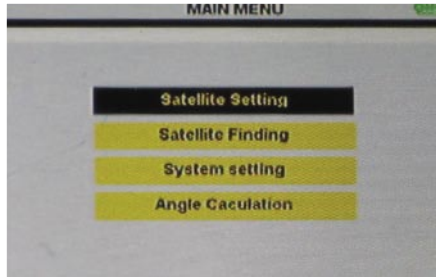 MAIN MENU
Satellite Setting
Satellite Finding
System setting
Angle Caculation